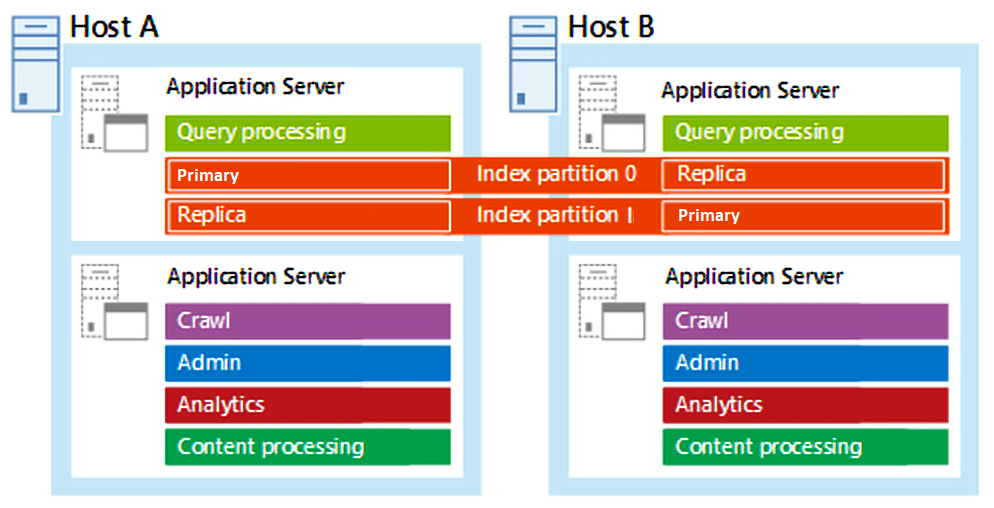 Host A
Application Server
Query processing
Primary
Replica
Index partition 0
Index partition I
Application Server
Crawl
Admin
Analytics
Content processing
Host B
Application Server
Query processing
Replica
Primary
Application Server
Crawl
Admin
Analytics
Content processing